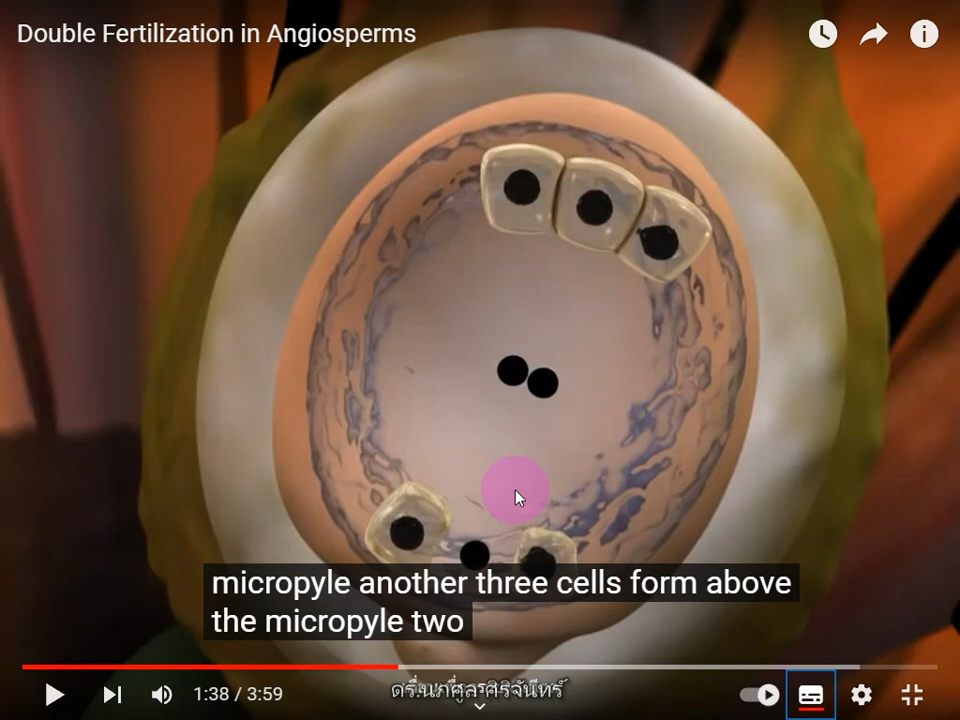 Double Fertilization in Angiosperms
micropyle another three cells form above
the micropyle two
1:38 / 3:59